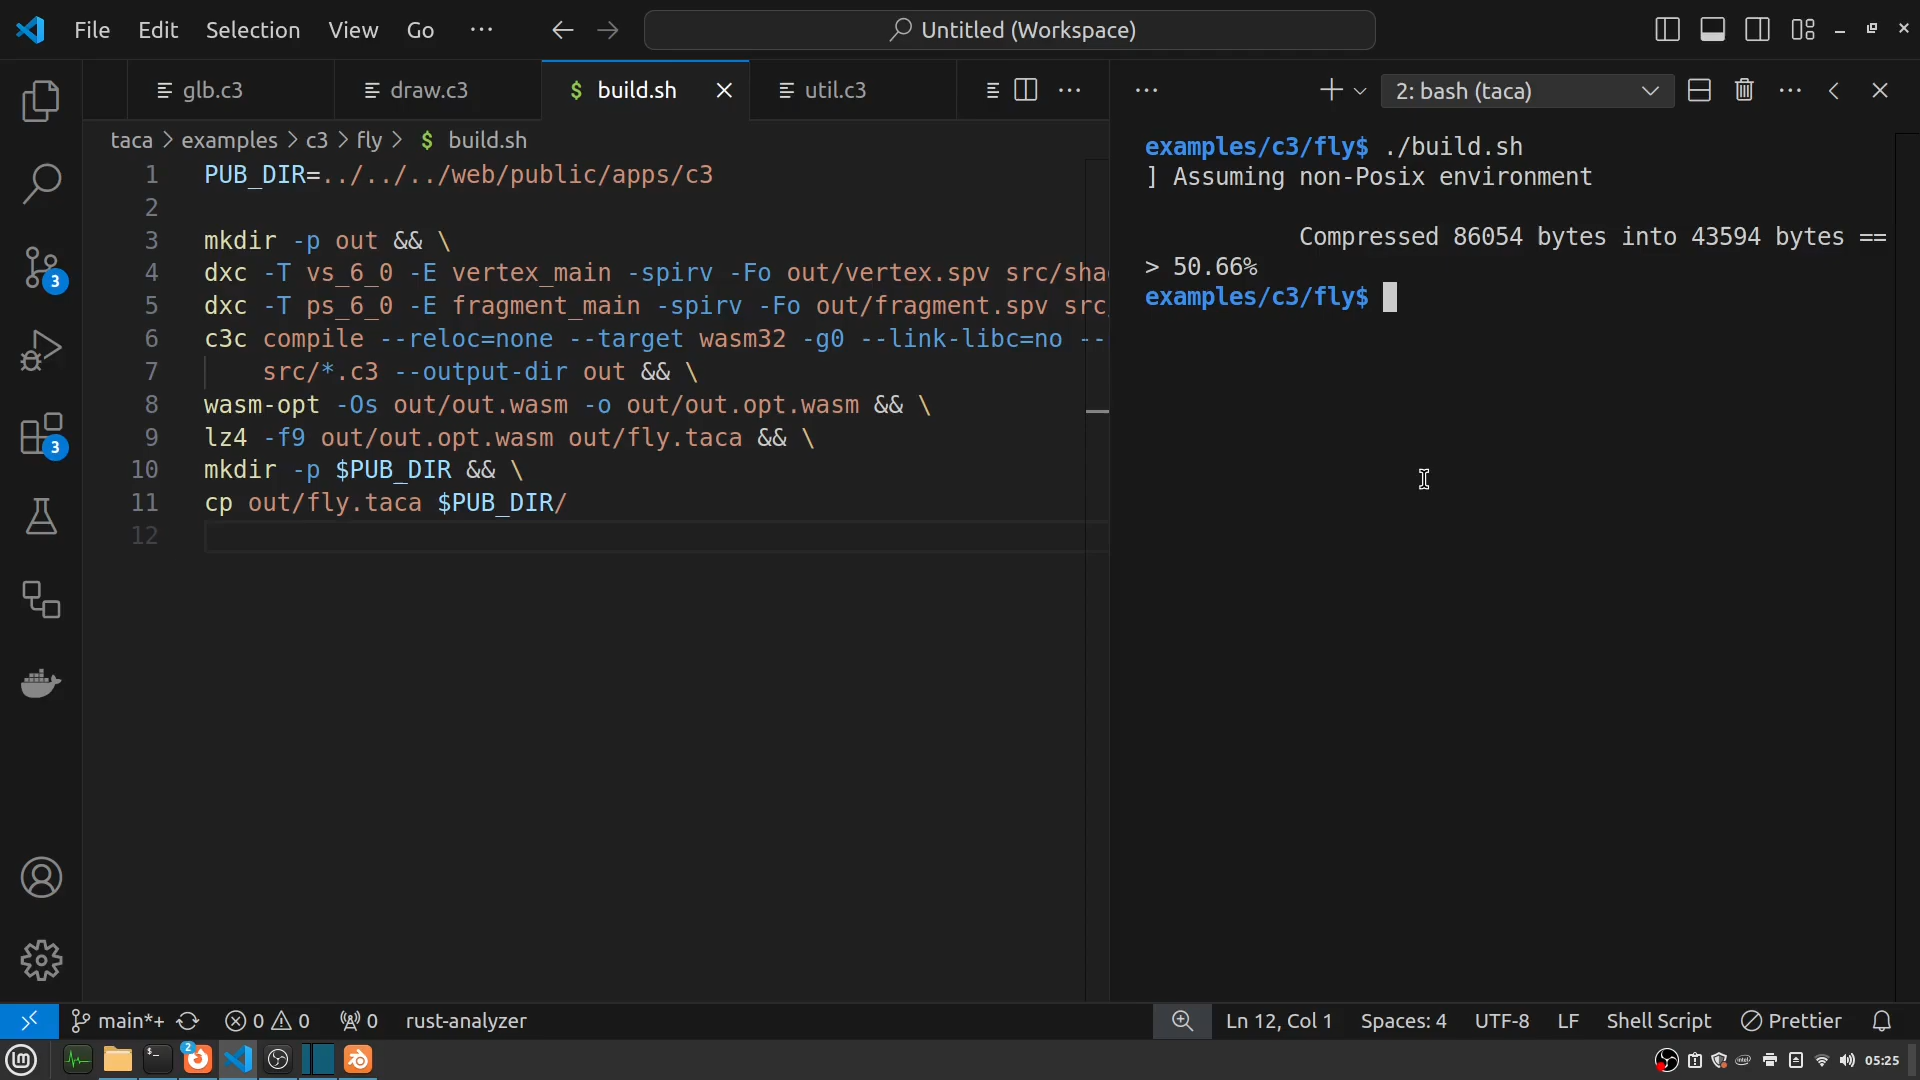 File Edit Selection View Go ··· Untitled (Workspace)
glb.c3 draw.c3 $ build.sh util.c3 ··· ··· 2: bash (taca) ···
taca > examples > c3 > fly > $ build.sh
1 PUB_DIR=../../../web/public/apps/c3
2
3 mkdir -p out && \
4 dxc -T vs_6_0 -E vertex_main -spirv -Fo out/vertex.spv src/sha
5 dxc -T ps_6_0 -E fragment_main -spirv -Fo out/fragment.spv src
6 c3c compile --reloc=none --target wasm32 -g0 --link-libc=no --
7 src/*.c3 --output-dir out && \
8 wasm-opt -Os out/out.wasm -o out/out.opt.wasm && \
9 lz4 -f9 out/out.opt.wasm out/fly.taca && \
10 mkdir -p $PUB_DIR && \
11 cp out/fly.taca $PUB_DIR/
12
examples/c3/fly$ ./build.sh
] Assuming non-Posix environment
Compressed 86054 bytes into 43594 bytes ==
> 50.66%
examples/c3/fly$
3
3
main*+ 0 0 0 rust-analyzer Ln 12, Col 1 Spaces: 4 UTF-8 LF Shell Script Prettier
2 05:25